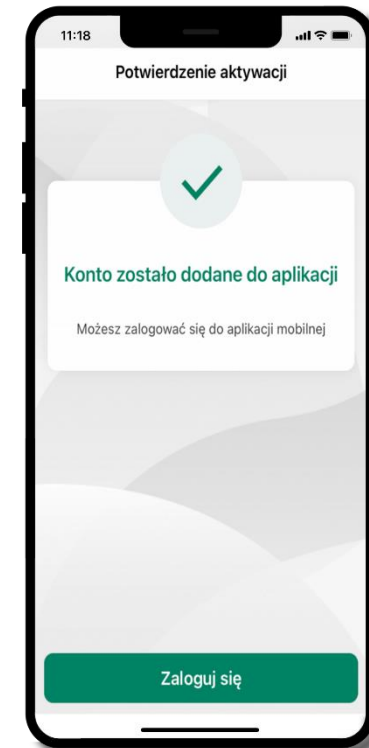 11:18
Potwierdzenie aktywacji
Konto zostało dodane do aplikacji
Możesz zalogować się do aplikacji mobilnej
Zaloguj się